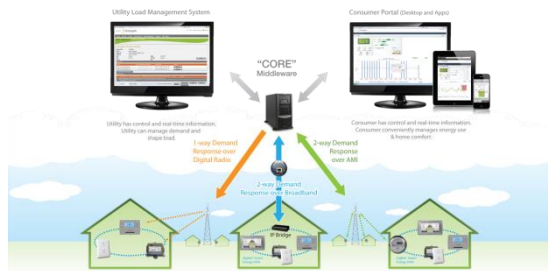 Utility Load Management System
Consumer Portal (Desktop and Apps)
"CORE"
Middleware
Utility has control and real-time information.
Utility can manage demand and
shape load.
Consumer has control and real-time information.
Consumer conveniently manages energy use
& home comfort.
1-way Demand
Response over
Digital Radio
2-way Demand
Response
over AMI
2-way Demand
Response over Broadband
IP Bridge